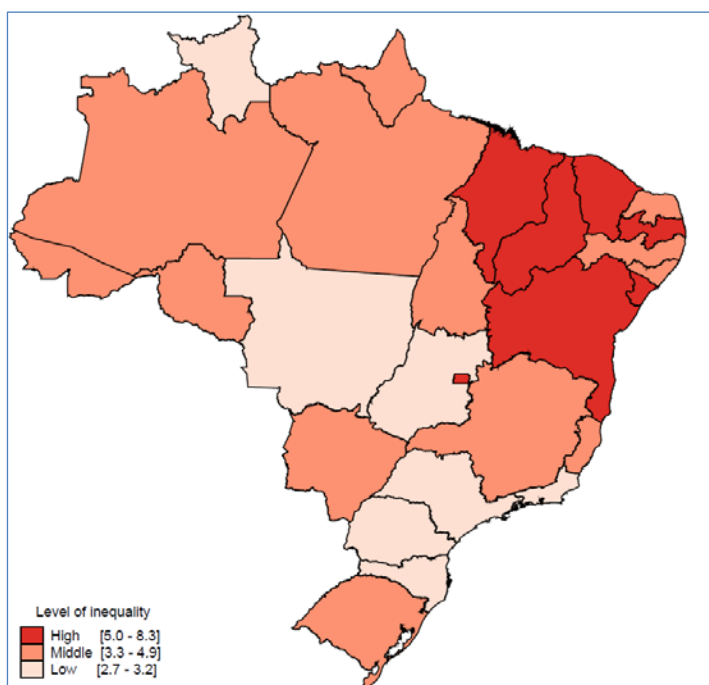 Level of inequality
High [5.0 - 8.3]
Middle [3.3 - 4.9]
Low [2.7 - 3.2]